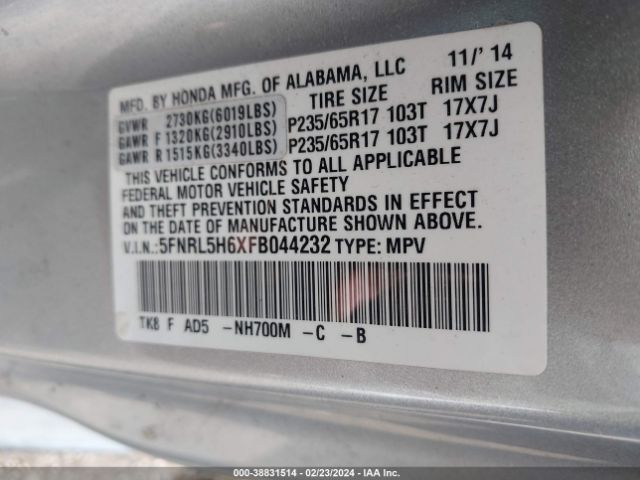 MFD. BY HONDA MFG. OF ALABAMA, LLC 11/' 14
TIRE SIZE RIM SIZE
GVWR 2730KG(6019LBS)
GAWR F 1320KG(2910LBS) P235/65R17 103T 17X7J
GAWR R 1515KG(3340LBS) P235/65R17 103T 17X7J
THIS VEHICLE CONFORMS TO ALL APPLICABLE
FEDERAL MOTOR VEHICLE SAFETY
AND THEFT PREVENTION STANDARDS IN EFFECT
ON THE DATE OF MANUFACTURE SHOWN ABOVE.
V.I.N.: 5FNRL5H6XFB044232 TYPE: MPV
TK8 F AD5 -NH700M -C -B
000-38831514 - 02/23/2024 - IAA Inc.